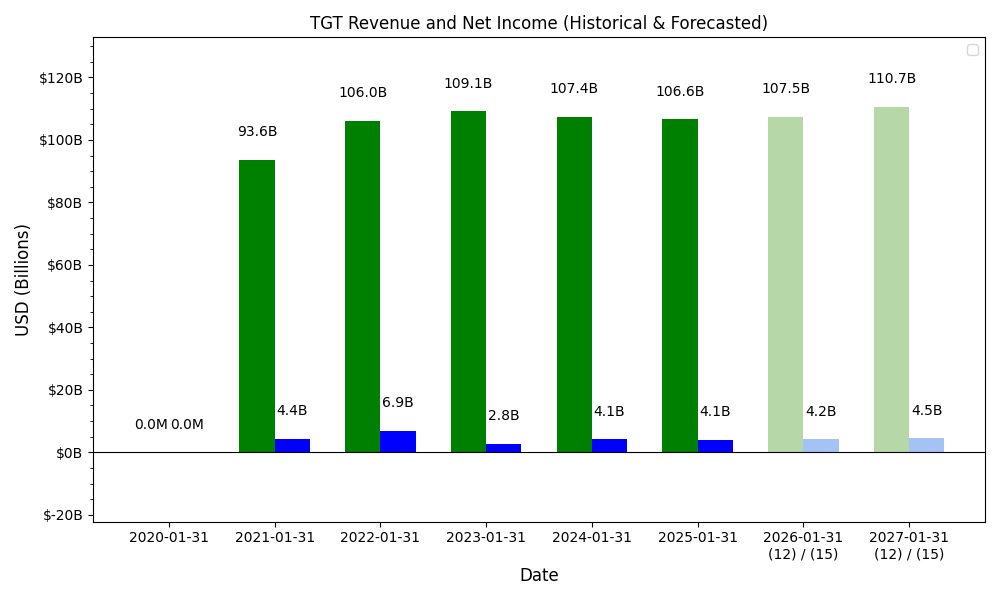 TGT Revenue and Net Income (Historical & Forecasted)
USD (Billions)
$120B
$100B
$80B
$60B
$40B
$20B
$0B
$-20B
0.0M 0.0M
93.6B
4.4B
106.0B
6.9B
109.1B
2.8B
107.4B
4.1B
106.6B
4.1B
107.5B
4.2B
110.7B
4.5B
2020-01-31 2021-01-31 2022-01-31 2023-01-31 2024-01-31 2025-01-31 2026-01-31 2027-01-31
(12) / (15) (12) / (15)
Date